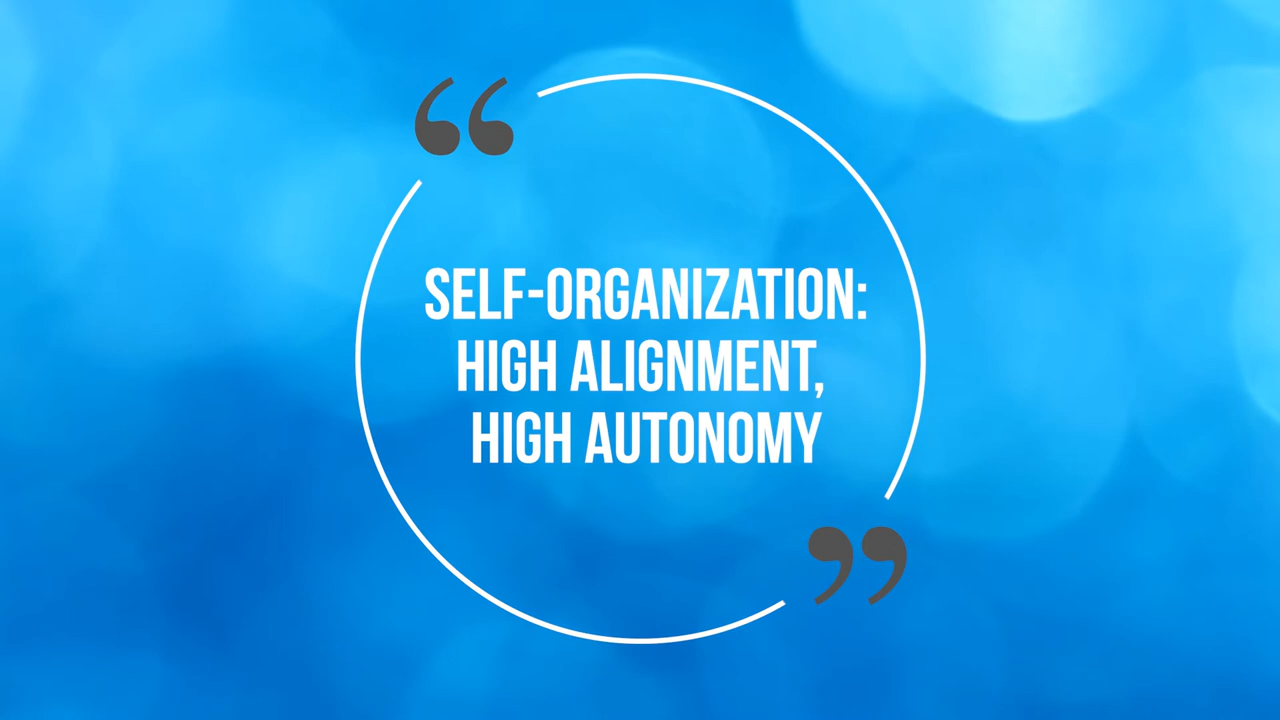 “
SELF-ORGANIZATION:
HIGH ALIGNMENT,
HIGH AUTONOMY
”